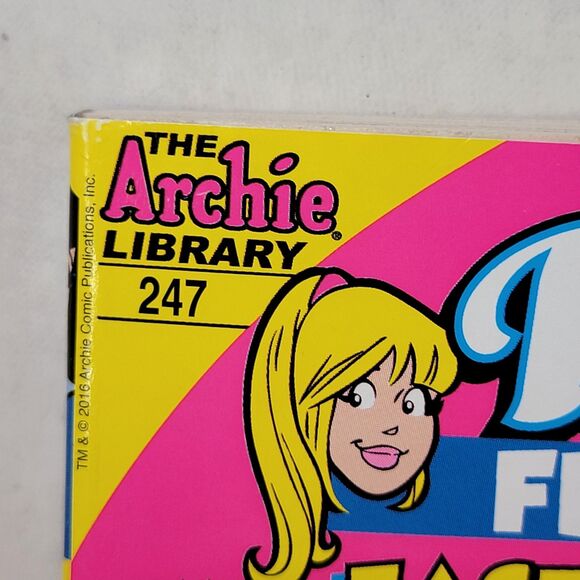 THE
Archie®
LIBRARY
247
TM & © 2016 Archie Comic Publications, Inc.